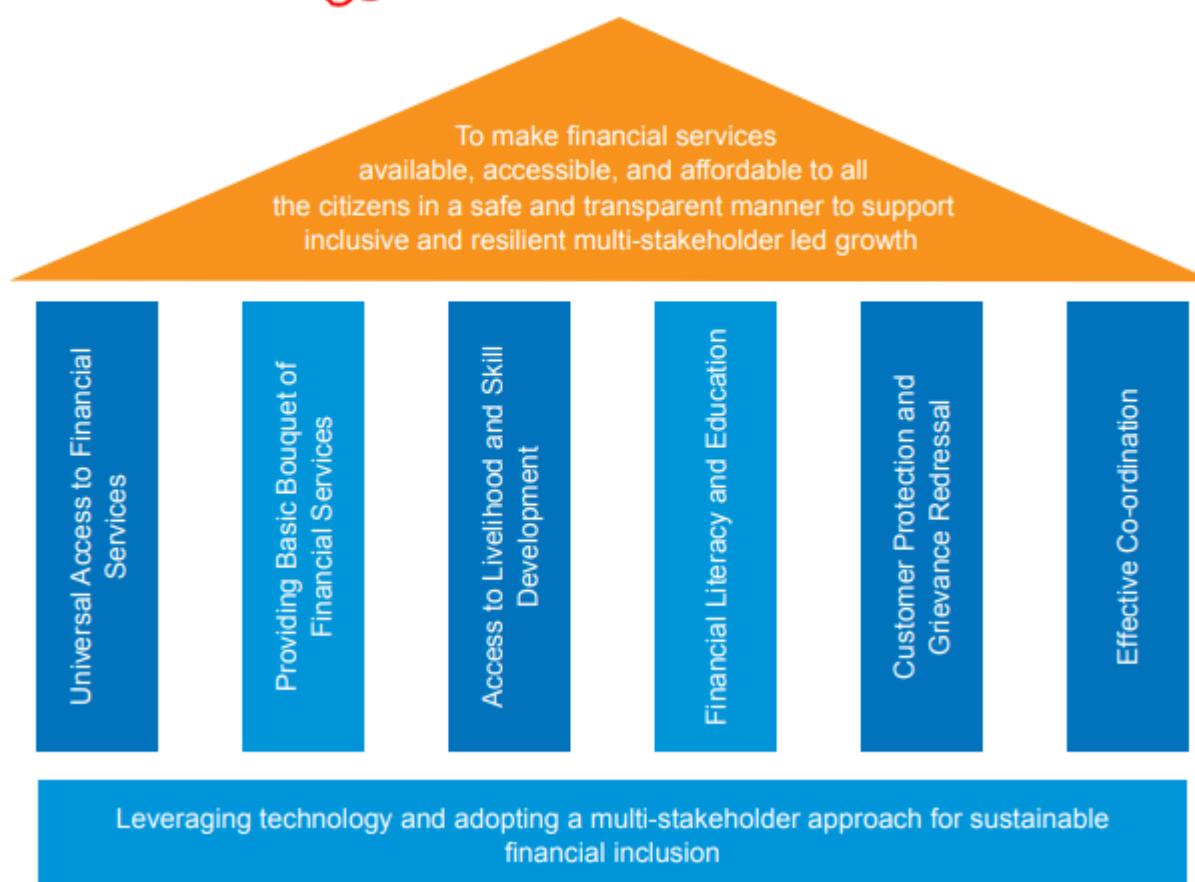 To make financial services
available, accessible, and affordable to all
the citizens in a safe and transparent manner to support
inclusive and resilient multi-stakeholder led growth
Universal Access to Financial
Services
Providing Basic Bouquet of
Financial Services
Access to Livelihood and Skill
Development
Financial Literacy and Education
Customer Protection and
Grievance Redressal
Effective Co-ordination
Leveraging technology and adopting a multi-stakeholder approach for sustainable
financial inclusion